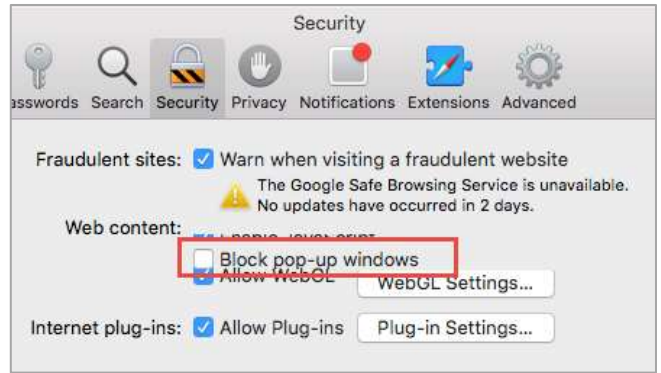 Security
asswords Search Security Privacy Notifications Extensions Advanced
Fraudulent sites: Warn when visiting a fraudulent website
The Google Safe Browsing Service is unavailable.
No updates have occurred in 2 days.
Web content:
Block pop-up windows
Allow WebGL WebGL Settings...
Internet plug-ins: Allow Plug-ins Plug-in Settings...